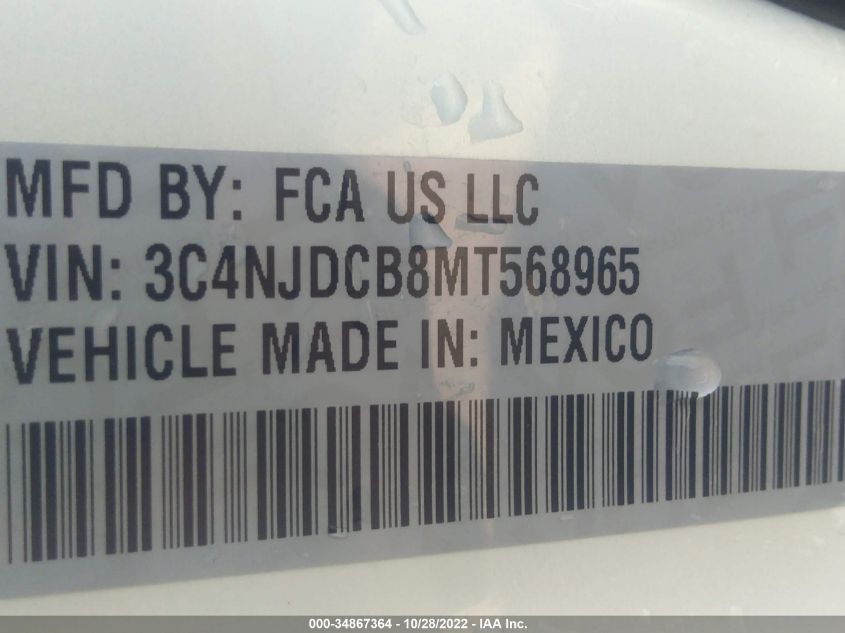 MFD BY: FCA US LLC
VIN: 3C4NJDCB8MT568965
VEHICLE MADE IN: MEXICO
000-34867364 - 10/28/2022 - IAA Inc.